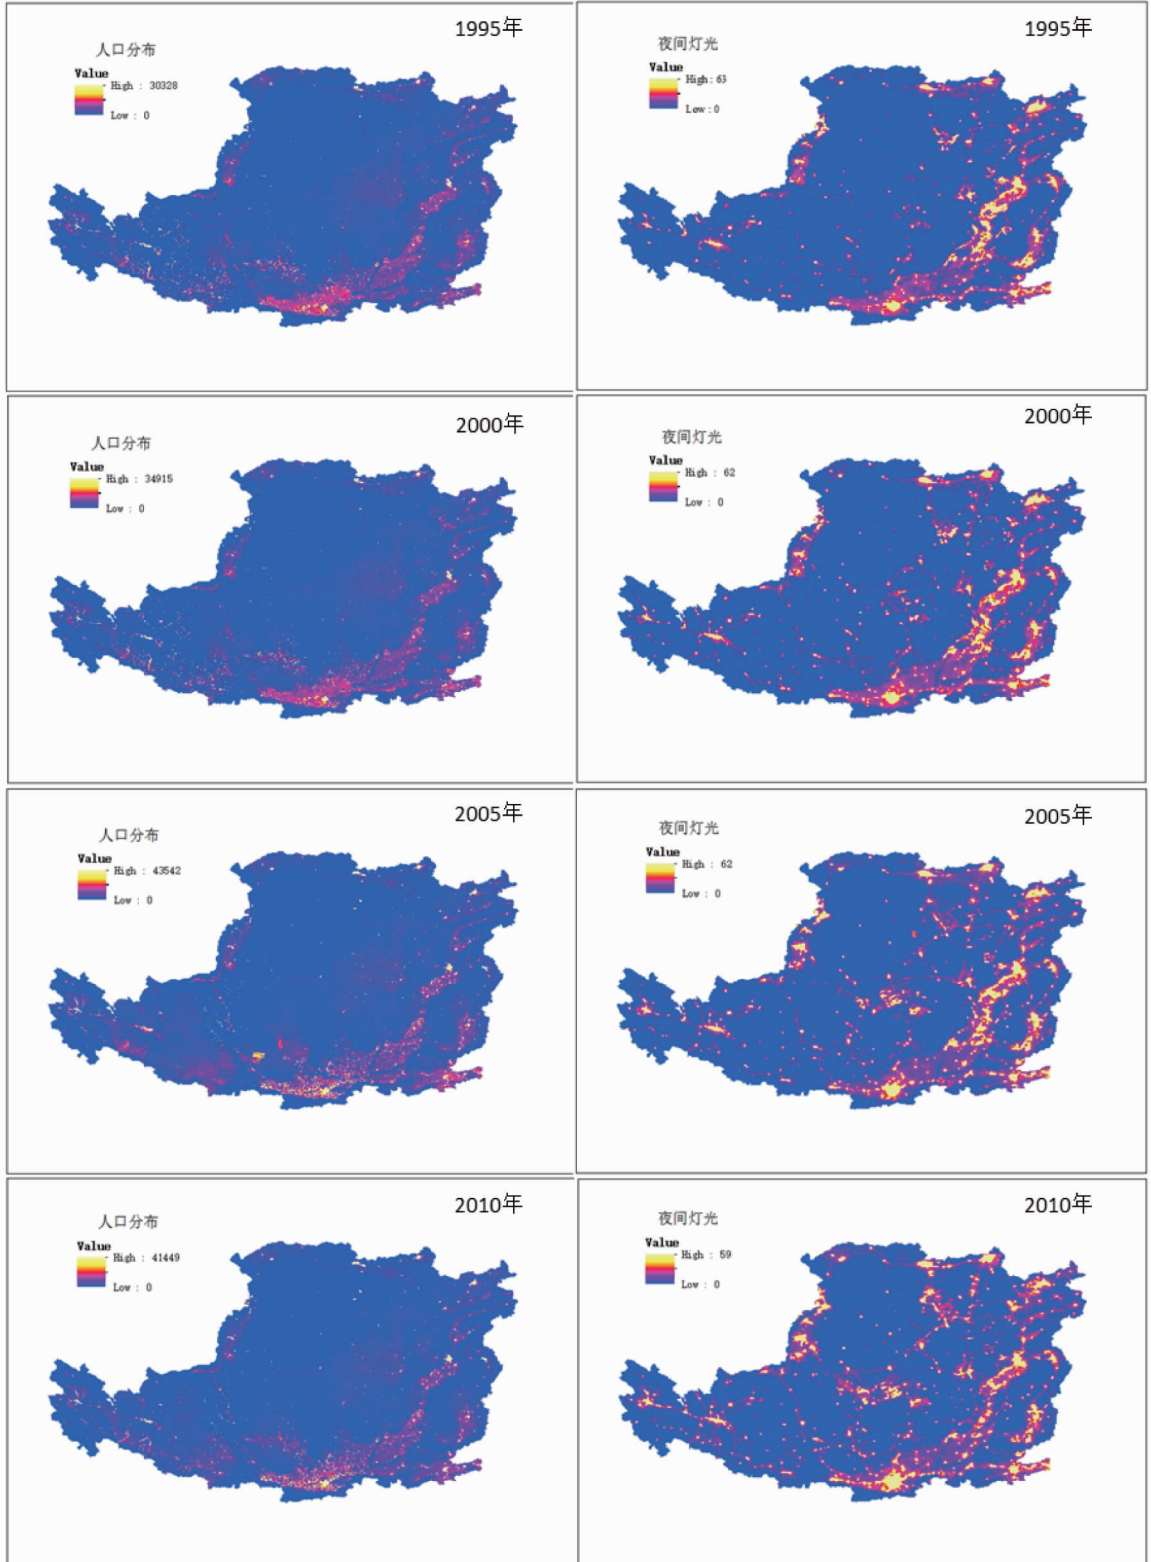 1995年
人口分布
Value
High : 30328
Low : 0
1995年
夜间灯光
Value
High:63
Low:0
2000年
人口分布
Value
High : 34915
Low : 0
2000年
夜间灯光
Value
High : 62
Low : 0
2005年
人口分布
Value
High : 43542
Low : 0
2005年
夜间灯光
Value
High : 62
Low : 0
2010年
人口分布
Value
High : 41449
Low : 0
2010年
夜间灯光
Value
High : 59
Low : 0